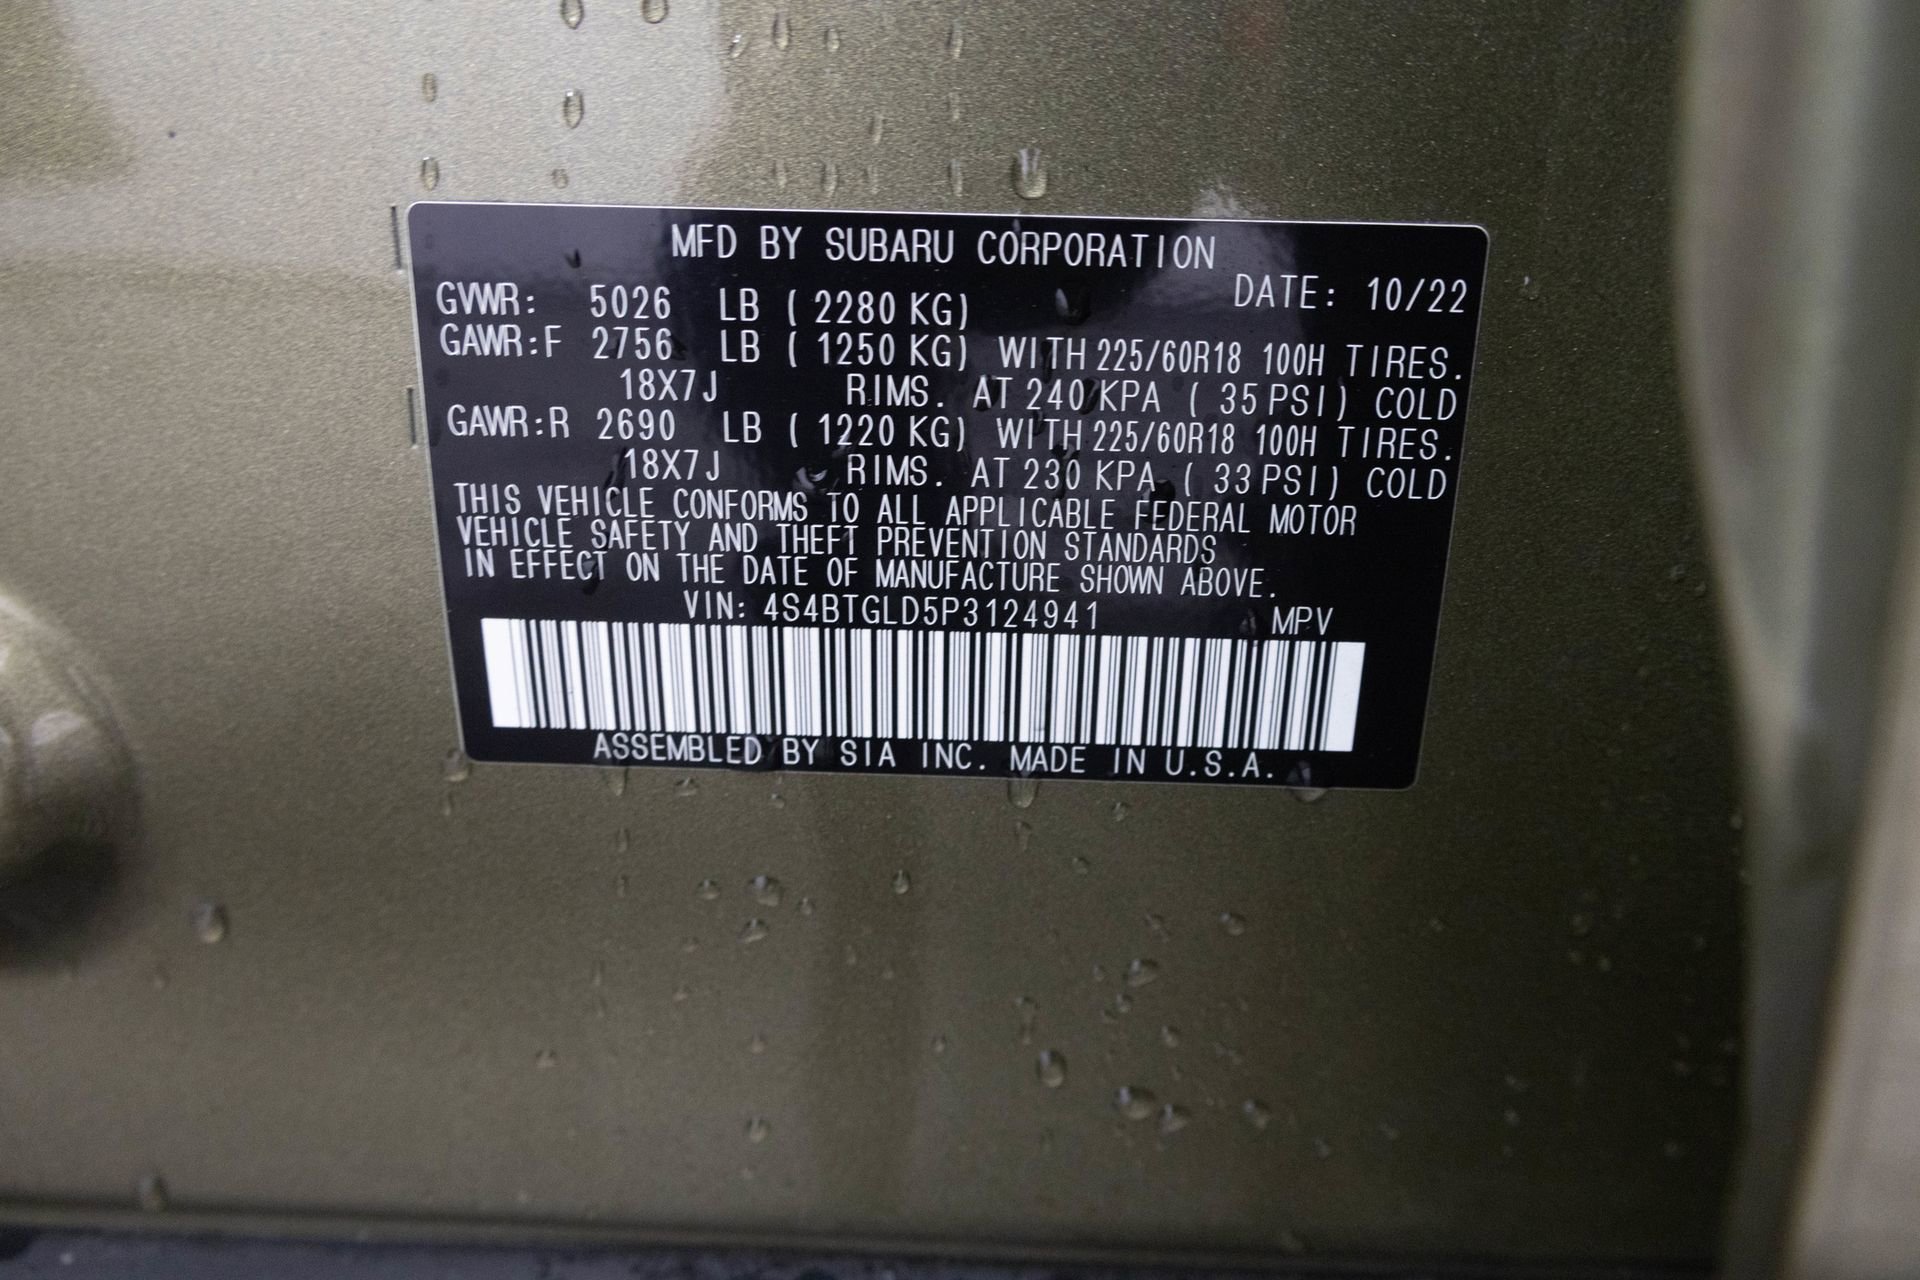 MFD BY SUBARU CORPORATION
DATE: 10/22
GVWR: 5026 LB ( 2280 KG)
GAWR:F 2756 LB ( 1250 KG) WITH 225/60R18 100H TIRES.
18X7J RIMS. AT 240 KPA ( 35 PSI) COLD
GAWR:R 2690 LB ( 1220 KG) WITH 225/60R18 100H TIRES.
18X7J RIMS. AT 230 KPA ( 33 PSI) COLD
THIS VEHICLE CONFORMS TO ALL APPLICABLE FEDERAL MOTOR
VEHICLE SAFETY AND THEFT PREVENTION STANDARDS
IN EFFECT ON THE DATE OF MANUFACTURE SHOWN ABOVE.
VIN: 4S4BTGLD5P3124941 MPV
ASSEMBLED BY SIA INC. MADE IN U.S.A.